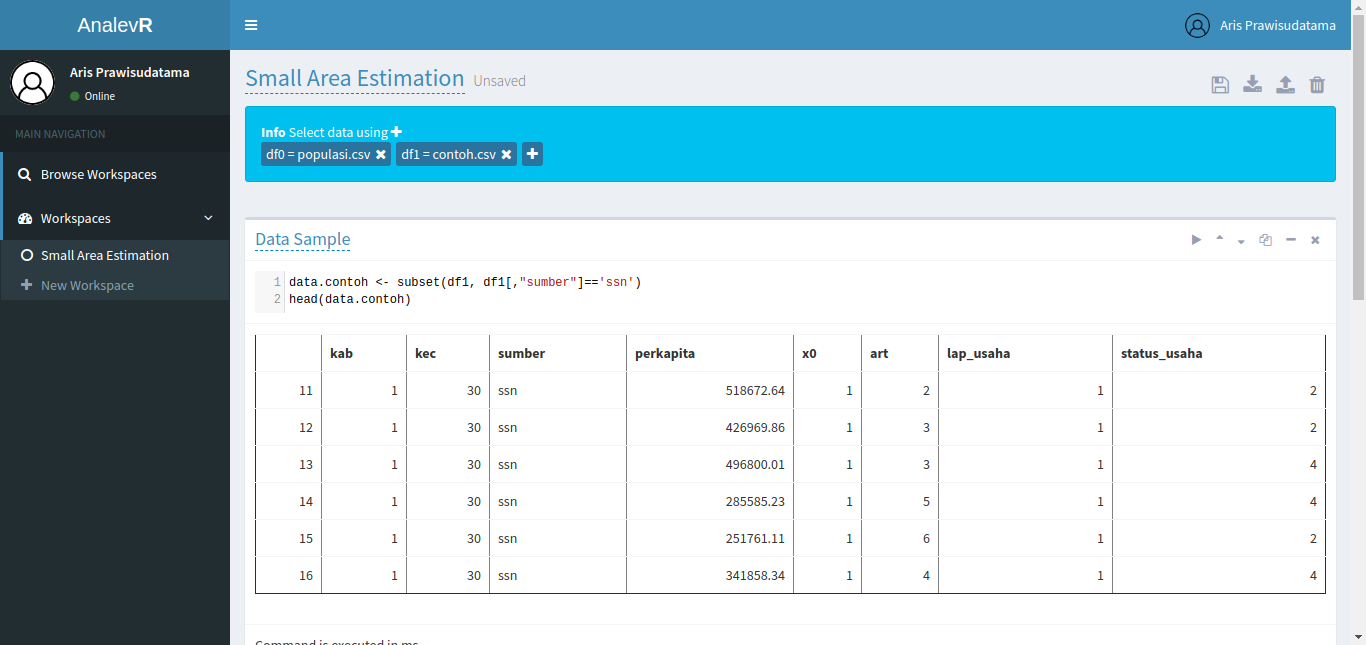 AnalevR
Aris Prawisudatama
Aris Prawisudatama
Online
MAIN NAVIGATION
Browse Workspaces
Workspaces
Small Area Estimation
New Workspace
Small Area Estimation Unsaved
Info Select data using
df0 = populasi.csv df1 = contoh.csv
Data Sample
1 data.contoh <- subset(df1, df1[,"sumber"]=='ssn')
2 head(data.contoh)
kab kec sumber perkapita x0 art lap_usaha status_usaha
11 1 30 ssn 518672.64 1 2 1 2
12 1 30 ssn 426969.86 1 3 1 2
13 1 30 ssn 496800.01 1 3 1 4
14 1 30 ssn 285585.23 1 5 1 4
15 1 30 ssn 251761.11 1 6 1 2
16 1 30 ssn 341858.34 1 4 1 4
Command is executed in ms